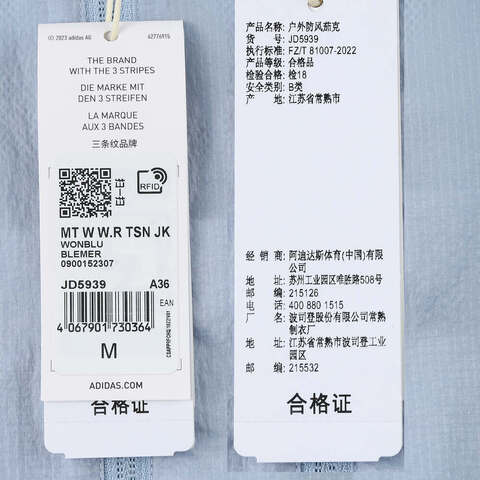 © 2023 adidas AG 62776915
THE BRAND
WITH THE 3 STRIPES
DIE MARKE MIT
DEN 3 STREIFEN
LA MARQUE
AUX 3 BANDES
三条纹品牌
RFID
MT W W.R TSN JK
WONBLU
BLEMER
0900152307
JD5939 A36
EAN
4 067901 730364
M
ADIDAS.COM
合格证
产品名称: 户外防风茄克
货 号: JD5939
执行标准: FZ/T 81007-2022
产品等级: 合格品
检验合格: 检18
安全类别: B类
产 地: 江苏省常熟市
经 销 商: 阿迪达斯体育(中国)有限
公司
地 址: 苏州工业园区唯胜路508号
邮 编: 215126
电 话: 400 880 1515
制 造 商: 波司登股份有限公司常熟
制衣厂
地 址: 江苏省常熟市波司登工业
园区
邮 编: 215532
合格证